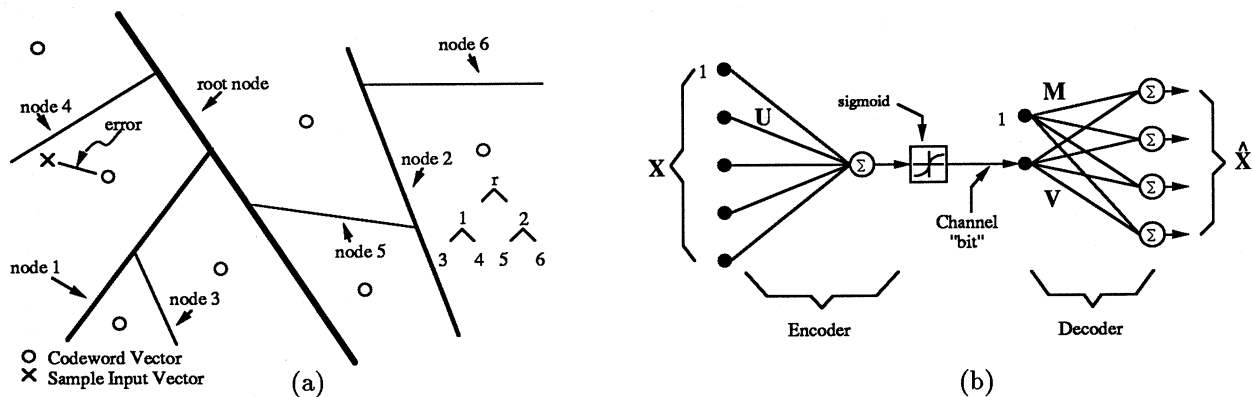 node 6
root node
node 4
error
node 2
r
1 2
3 4 5 6
node 5
node 1
node 3
Codeword Vector
Sample Input Vector
(a)
1
U
X
Σ
sigmoid
Channel
"bit"
1
M
V
Σ
Σ
Σ
Σ
X̂
Encoder
Decoder
(b)